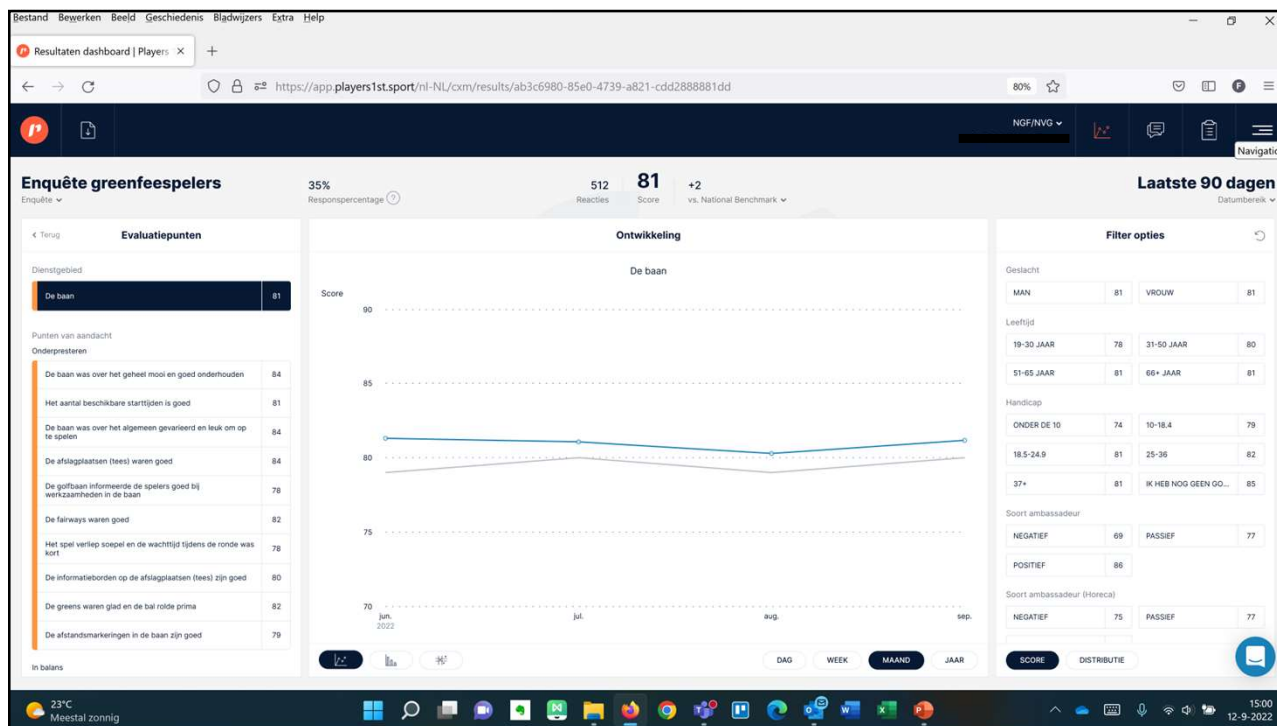 Bestand Bewerken Beeld Geschiedenis Bladwijzers Extra Help
Resultaten dashboard | Players
https://app.players1st.sport/nl-NL/cxm/results/ab3c6980-85e0-4739-a821-cdd2888881dd
80%
NGF/NVG
Navigatio
Enquête greenfeespelers
Enquête
35%
Responspercentage ?
512
Reacties
81
Score
+2
vs. National Benchmark
Laatste 90 dagen
Datumbereik
Terug
Evaluatiepunten
Dienstgebied
De baan 81
Punten van aandacht
Onderpresteren
De baan was over het geheel mooi en goed onderhouden 84
Het aantal beschikbare starttijden is goed 81
De baan was over het algemeen gevarieerd en leuk om op
te spelen 84
De afslagplaatsen (tees) waren goed 84
De golfbaan informeerde de spelers goed bij
werkzaamheden in de baan 78
De fairways waren goed 82
Het spel verliep soepel en de wachttijd tijdens de ronde was
kort 78
De informatieborden op de afslagplaatsen (tees) zijn goed 80
De greens waren glad en de bal rolde prima 82
De afstandsmarkeringen in de baan zijn goed 79
In balans
Ontwikkeling
De baan
Score
90
85
80
75
70
jun. jul. aug. sep.
2022
DAG WEEK MAAND JAAR
Filter opties
Geslacht
MAN 81 VROUW 81
Leeftijd
19-30 JAAR 78 31-50 JAAR 80
51-65 JAAR 81 66+ JAAR 81
Handicap
ONDER DE 10 74 10-18.4 79
18.5-24.9 81 25-36 82
37+ 81 IK HEB NOG GEEN GO... 85
Soort ambassadeur
NEGATIEF 69 PASSIEF 77
POSITIEF 86
Soort ambassadeur (Horeca)
NEGATIEF 75 PASSIEF 77
SCORE DISTRIBUTIE
23°C
Meestal zonnig
15:00
12-9-2022